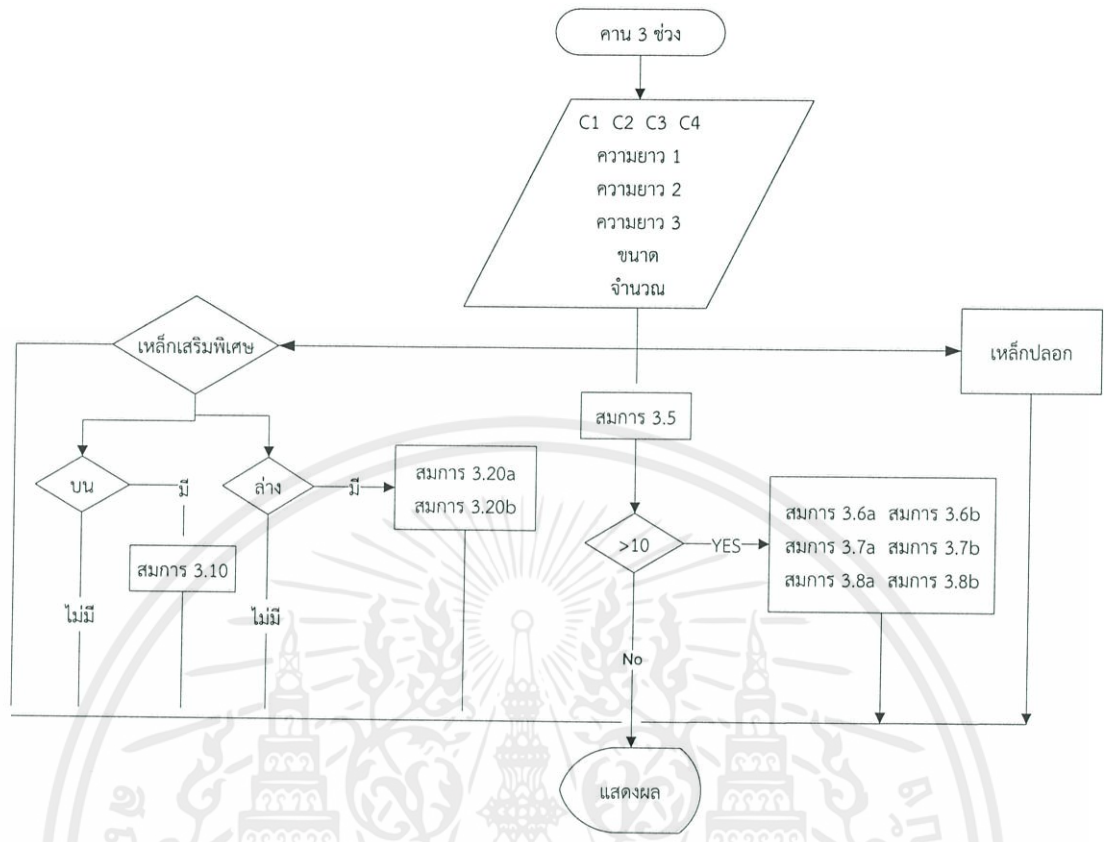 คาน 3 ช่วง
C1 C2 C3 C4
ความยาว 1
ความยาว 2
ความยาว 3
ขนาด
จำนวณ
เหล็กเสริมพิเศษ
เหล็กปลอก
สมการ 3.5
บน
มี
ล่าง
มี
สมการ 3.20a
สมการ 3.20b
>10
YES
สมการ 3.6a สมการ 3.6b
สมการ 3.7a สมการ 3.7b
สมการ 3.8a สมการ 3.8b
สมการ 3.10
ไม่มี
ไม่มี
No
แสดงผล